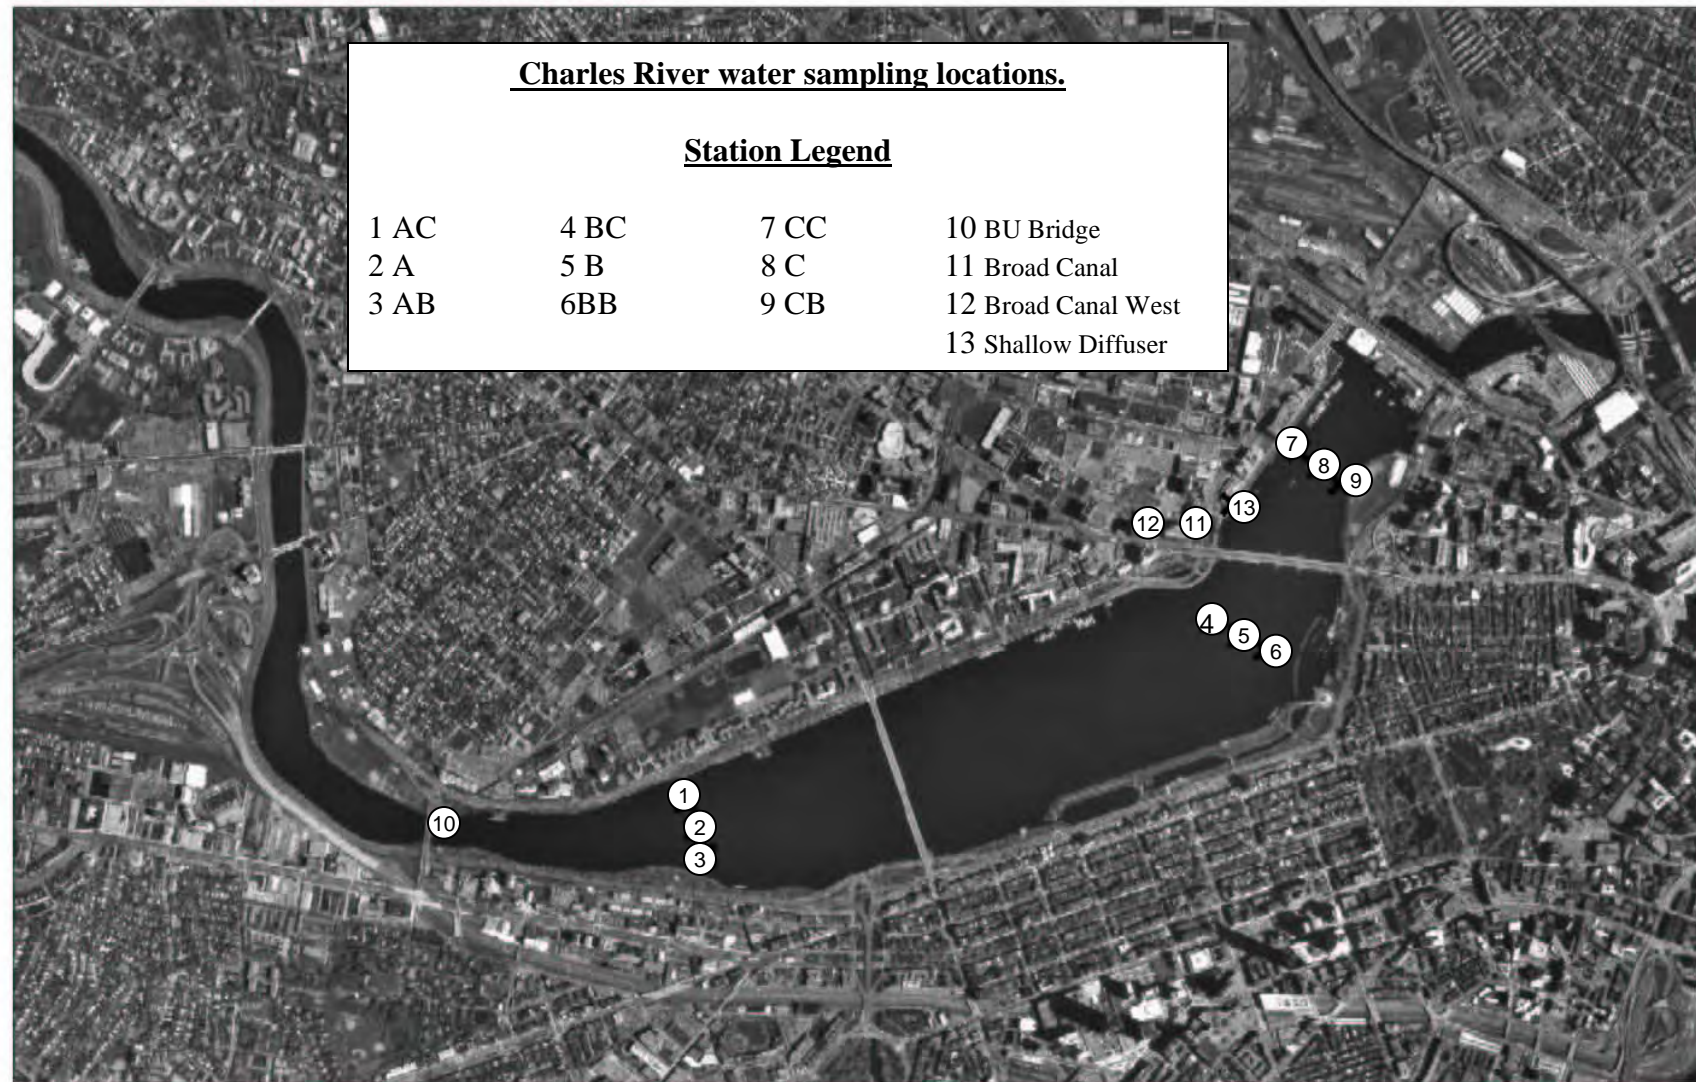 Charles River water sampling locations.
Station Legend
1 AC 4 BC 7 CC 10 BU Bridge
2 A 5 B 8 C 11 Broad Canal
3 AB 6BB 9 CB 12 Broad Canal West
13 Shallow Diffuser
7
8
9
13
12 11
4
5
6
1
10 2
3